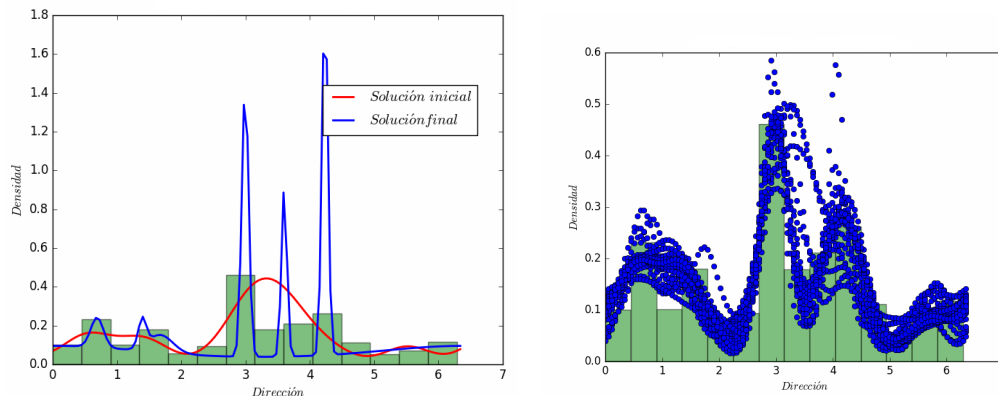 1.8
1.6
1.4
1.2
1.0
0.8
0.6
0.4
0.2
0.0
Densidad
0 1 2 3 4 5 6 7
Dirección
Solución inicial
Solución final
0.6
0.5
0.4
0.3
0.2
0.1
0.0
Densidad
0 1 2 3 4 5 6
Dirección